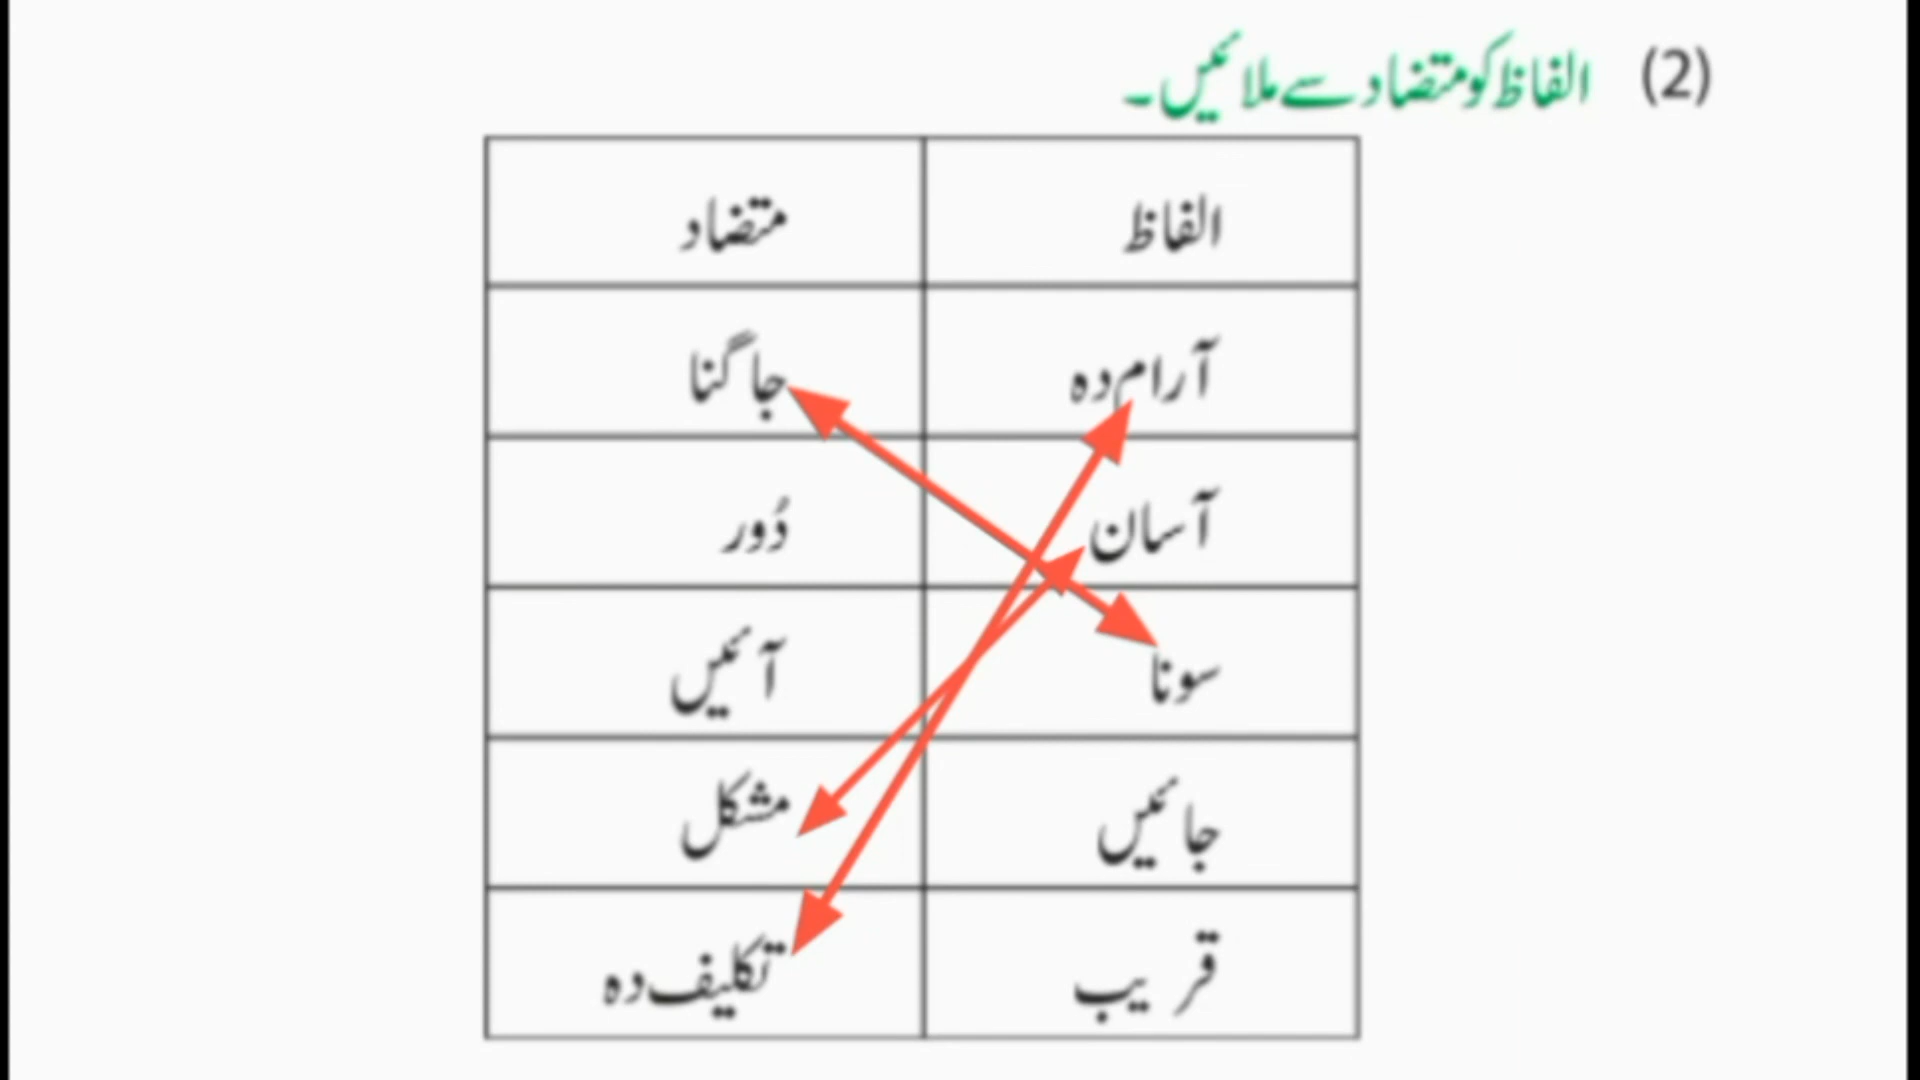 (2) الفاظ کو متضاد سے ملائیں۔
الفاظ متضاد
آرام دہ جاگنا
آسان دُور
سونا آئیں
جائیں مشکل
قریب تکلیف دہ